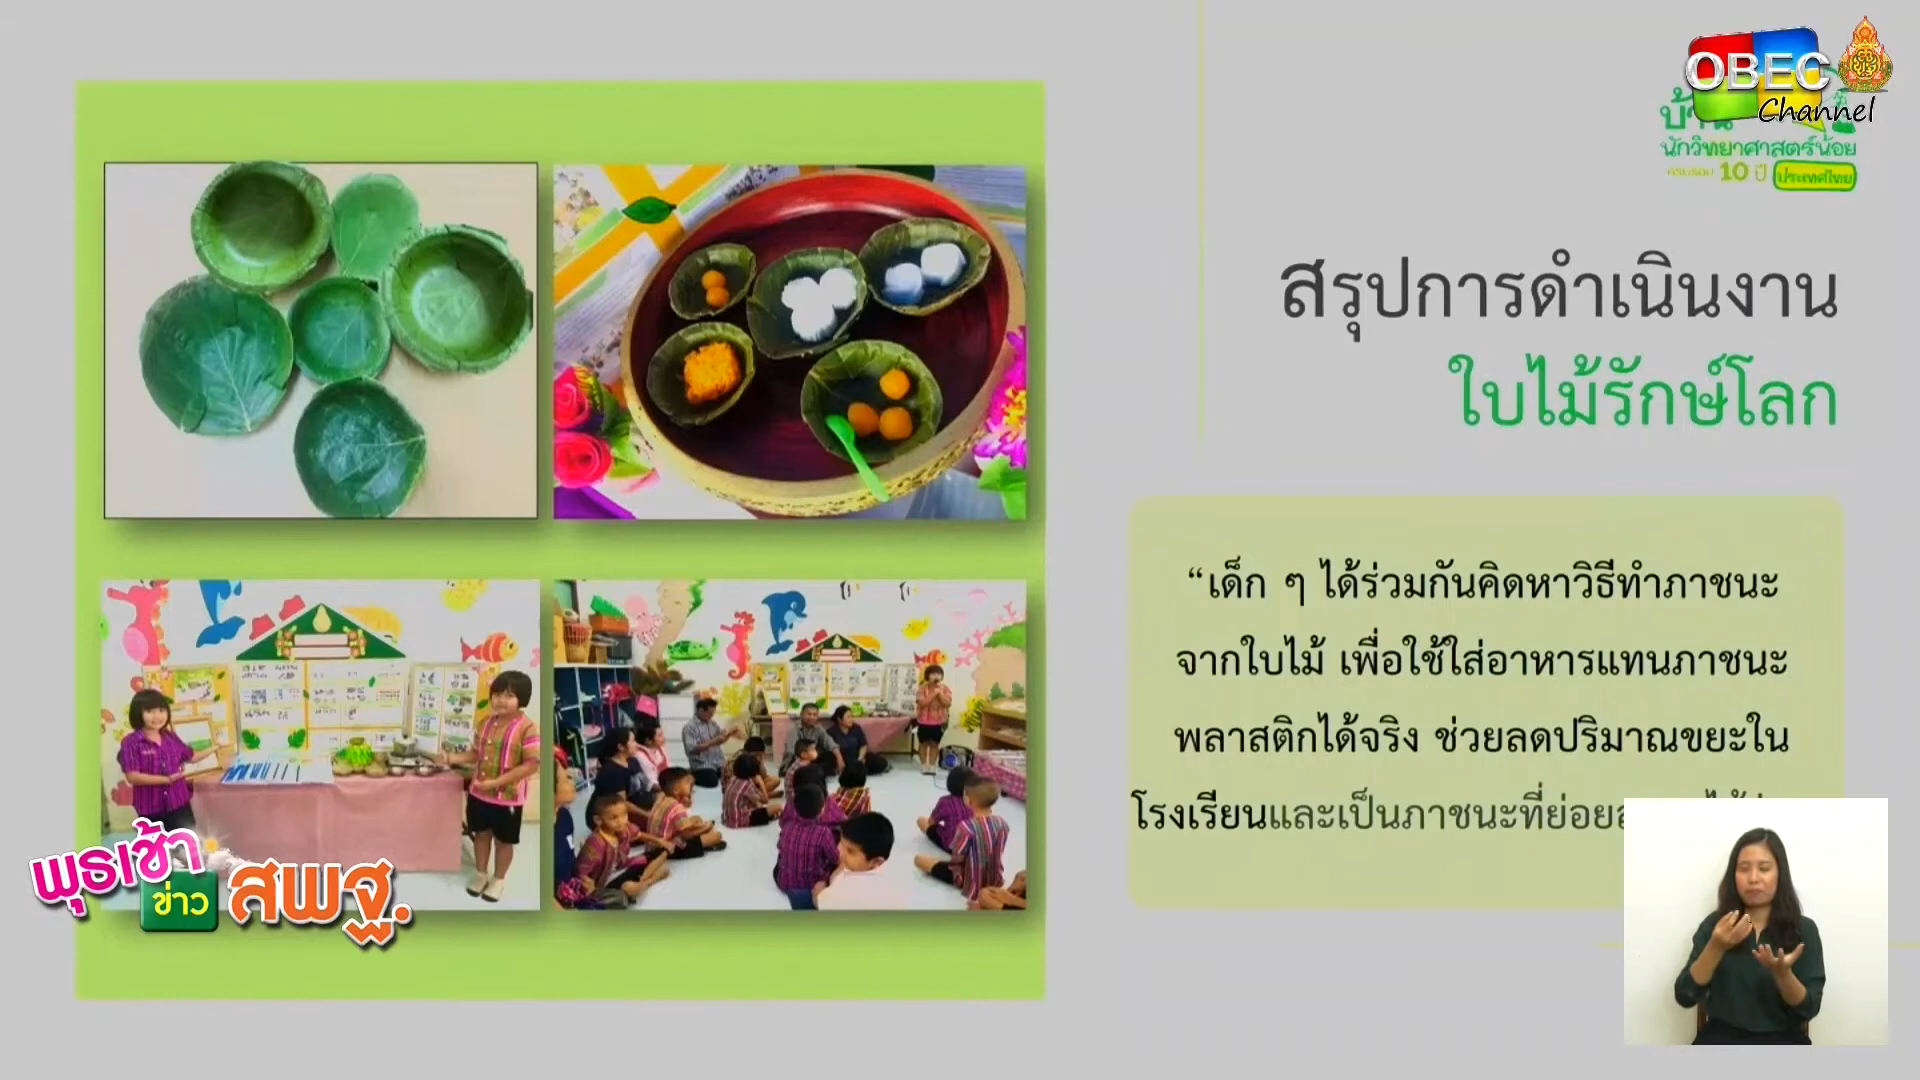 OBEC
Channel
บ้าน
นักวิทยาศาสตร์น้อย
ครบรอบ 10 ปี ประเทศไทย
สรุปการดำเนินงาน
ใบไม้รักษ์โลก
“เด็ก ๆ ได้ร่วมกันคิดหาวิธีทำภาชนะ
จากใบไม้ เพื่อใช้ใส่อาหารแทนภาชนะ
พลาสติกได้จริง ช่วยลดปริมาณขยะใน
โรงเรียนและเป็นภาชนะที่
พุธเช้า
ข่าว
สพฐ.